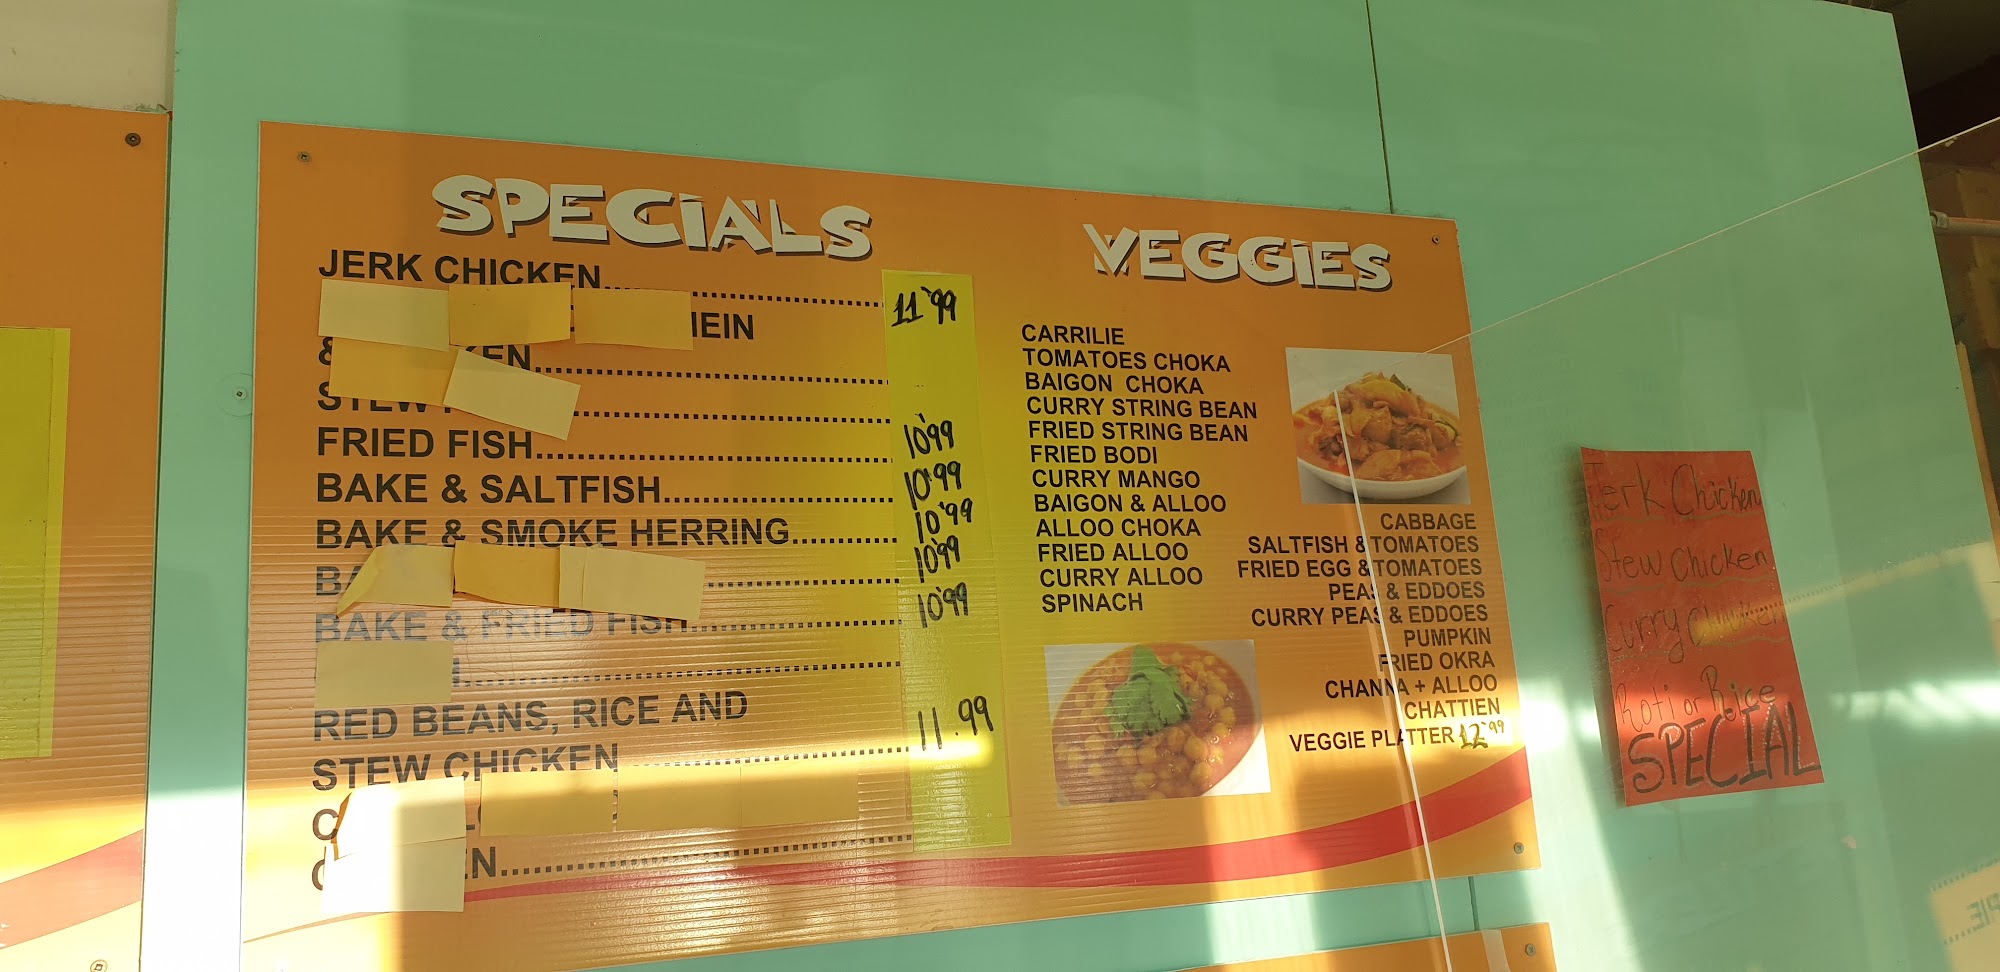 SPECIALS
JERK CHICKEN 11.99
&
STEW
FRIED FISH 10.99
BAKE & SALTFISH 10.99
BAKE & SMOKE HERRING 10.99
10.99
BAKE & FRIED FISH 10.99
RED BEANS, RICE AND
STEW CHICKEN 11.99
VEGGIES
CARRILIE
TOMATOES CHOKA
BAIGON CHOKA
CURRY STRING BEAN
FRIED STRING BEAN
FRIED BODI
CURRY MANGO
BAIGON & ALLOO
ALLOO CHOKA
FRIED ALLOO
CURRY ALLOO
SPINACH
CABBAGE
SALTFISH & TOMATOES
FRIED EGG & TOMATOES
PEAS & EDDOES
CURRY PEAS & EDDOES
PUMPKIN
FRIED OKRA
CHANNA + ALLOO
CHATTIEN
VEGGIE PLATTER 12.99
Jerk Chicken
Stew Chicken
Curry Chicken
Roti or Rice
SPECIAL